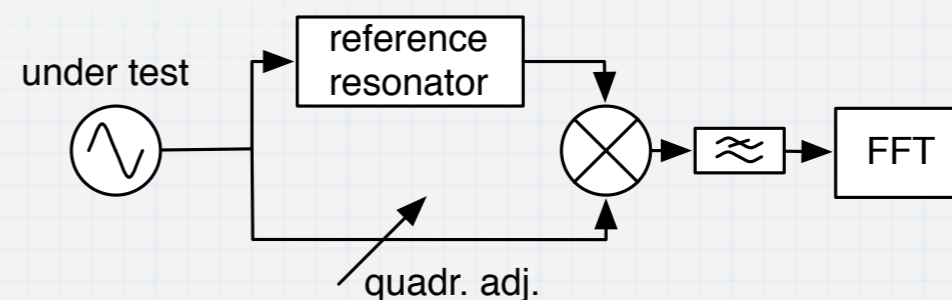 reference
resonator
under test
FFT
quadr. adj.